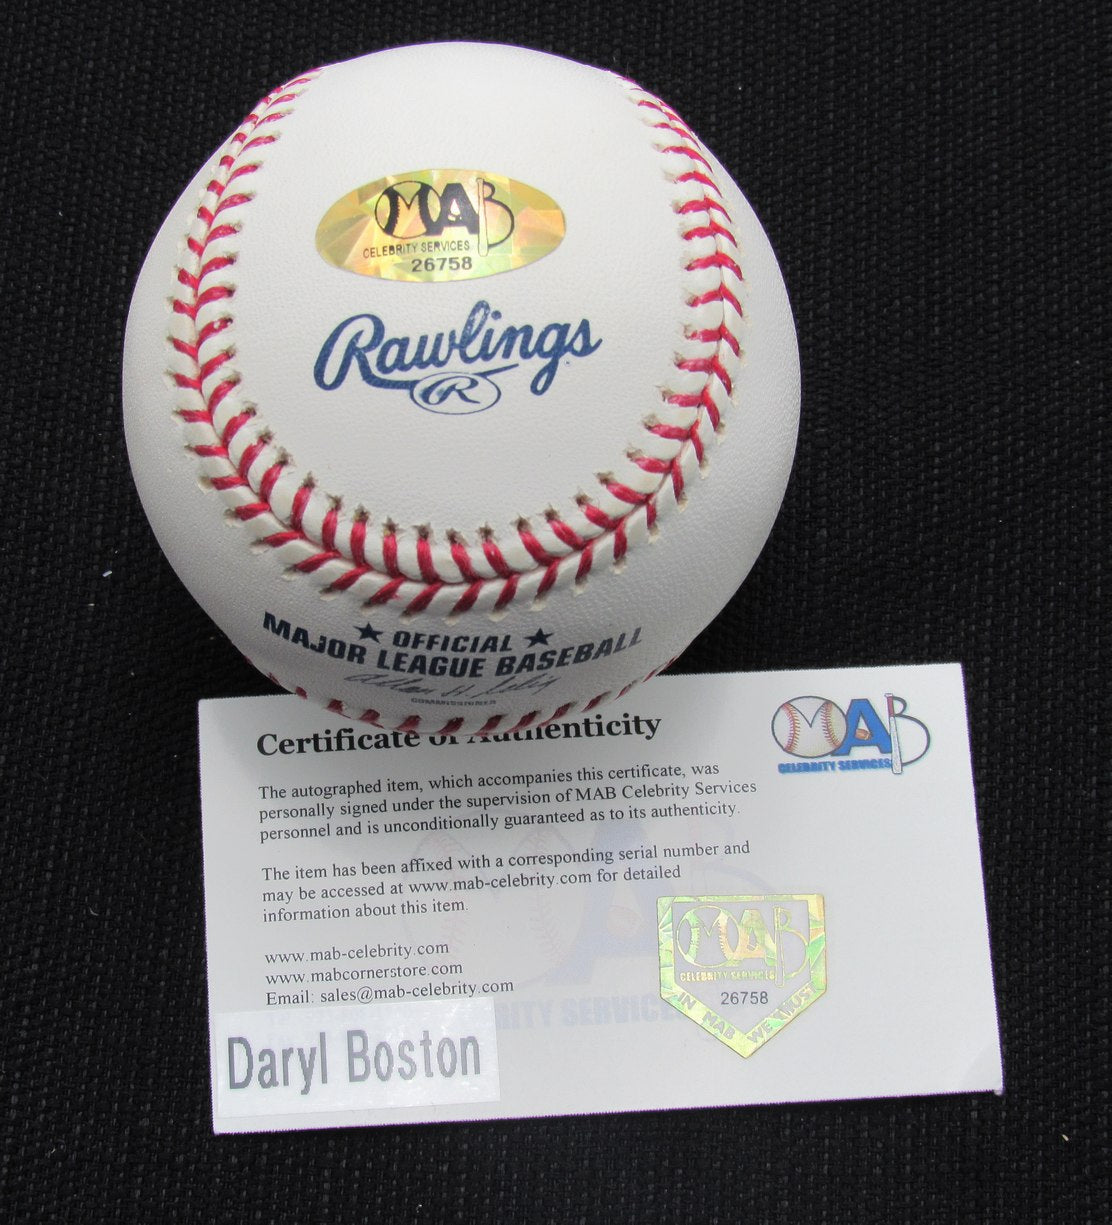 MAB
CELEBRITY SERVICES
26758
Rawlings
R
★ OFFICIAL ★
MAJOR LEAGUE BASEBALL
Allan H. Selig
COMMISSIONER
Certificate of Authenticity
MAB
CELEBRITY SERVICES
The autographed item, which accompanies this certificate, was
personally signed under the supervision of MAB Celebrity Services
personnel and is unconditionally guaranteed as to its authenticity.
The item has been affixed with a corresponding serial number and
may be accessed at www.mab-celebrity.com for detailed
information about this item.
www.mab-celebrity.com
www.mabcornerstore.com
Email: sales@mab-celebrity.com
MAB
CELEBRITY SERVICES
26758
IN MAB WE TRUST
Daryl Boston